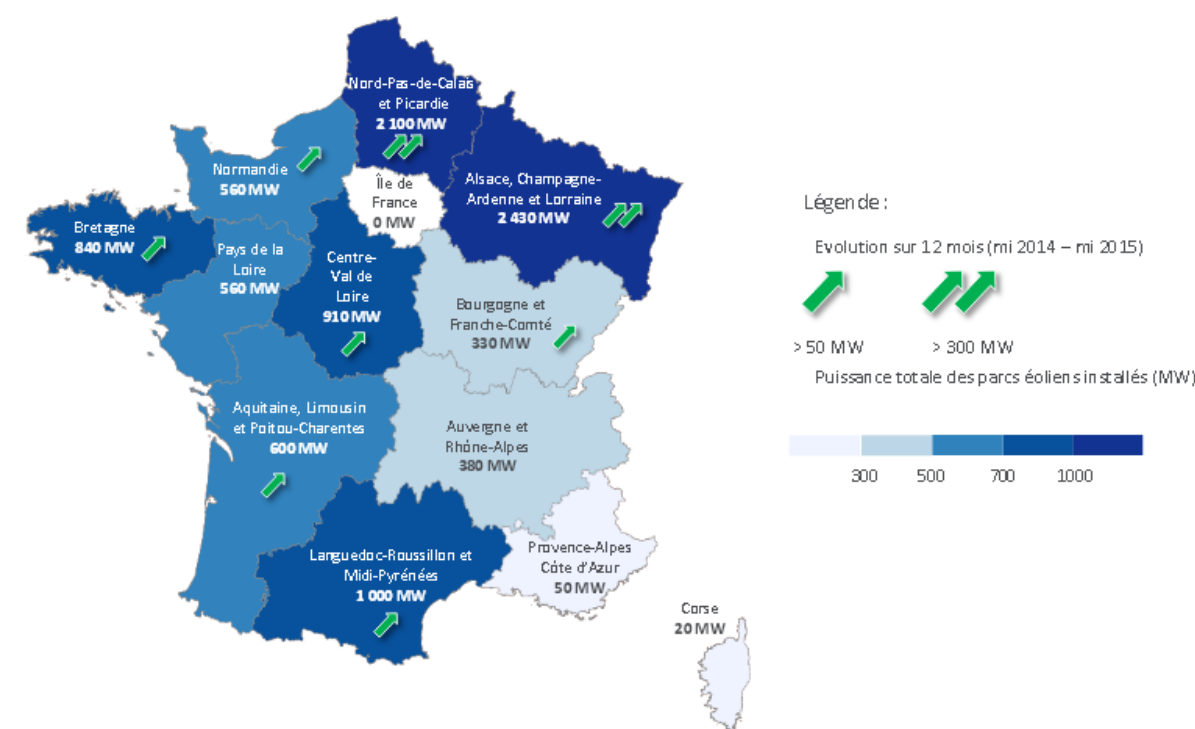 Nord-Pas-de-Calais
et Picardie
2 100 MW
Normandie
560 MW
Île de
France
0 MW
Alsace, Champagne-
Ardenne et Lorraine
2 430 MW
Bretagne
840 MW
Pays de la
Loire
560 MW
Centre-
Val de
Loire
910 MW
Bourgogne et
Franche-Comté
330 MW
Aquitaine, Limousin
et Poitou-Charentes
600 MW
Auvergne et
Rhône-Alpes
380 MW
Languedoc-Roussillon et
Midi-Pyrénées
1 000 MW
Provence-Alpes
Côte d'Azur
50 MW
Corse
20 MW
Légende :
Evolution sur 12 mois (mi 2014 – mi 2015)
> 50 MW > 300 MW
Puissance totale des parcs éoliens installés (MW)
300 500 700 1000